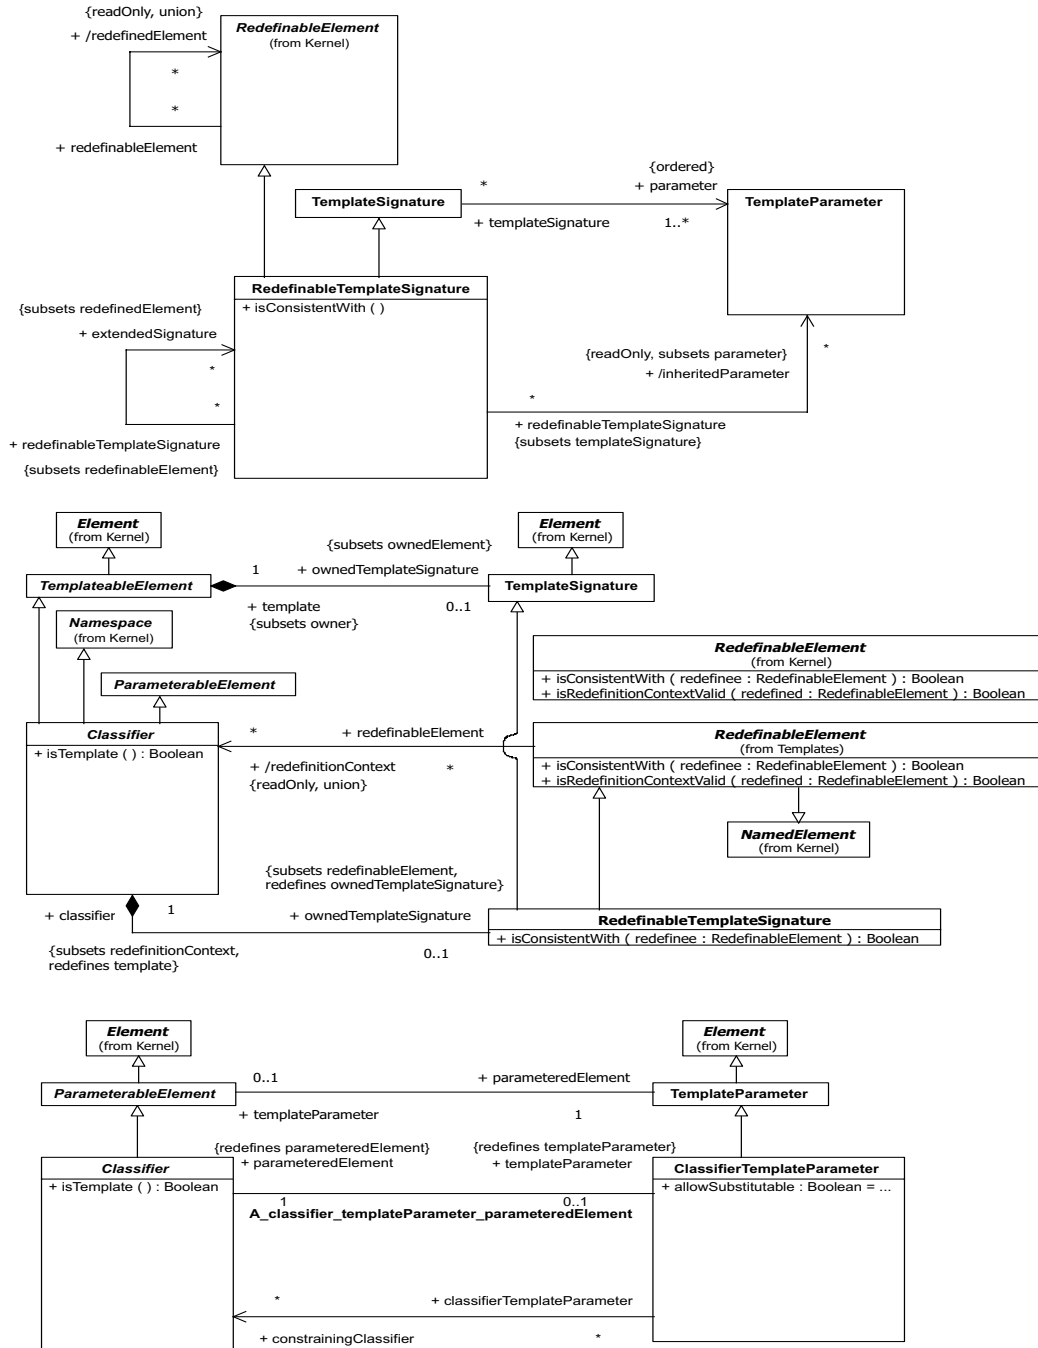 {readOnly, union}
+ /redefinedElement
*
*
+ redefinableElement
RedefinableElement
(from Kernel)
TemplateSignature
*
+ templateSignature
{ordered}
+ parameter
1..*
TemplateParameter
RedefinableTemplateSignature
+ isConsistentWith ( )
{subsets redefinedElement}
+ extendedSignature
*
*
+ redefinableTemplateSignature
{subsets redefinableElement}
{readOnly, subsets parameter}
+ /inheritedParameter
*
*
+ redefinableTemplateSignature
{subsets templateSignature}
Element
(from Kernel)
Element
(from Kernel)
{subsets ownedElement}
TemplateableElement
1
+ ownedTemplateSignature
TemplateSignature
+ template
{subsets owner}
0..1
Namespace
(from Kernel)
ParameterableElement
RedefinableElement
(from Kernel)
+ isConsistentWith ( redefinee : RedefinableElement ) : Boolean
+ isRedefinitionContextValid ( redefined : RedefinableElement ) : Boolean
Classifier
+ isTemplate ( ) : Boolean
*
+ redefinableElement
+ /redefinitionContext
{readOnly, union}
*
RedefinableElement
(from Templates)
+ isConsistentWith ( redefinee : RedefinableElement ) : Boolean
+ isRedefinitionContextValid ( redefined : RedefinableElement ) : Boolean
NamedElement
(from Kernel)
{subsets redefinableElement,
redefines ownedTemplateSignature}
+ classifier
1
+ ownedTemplateSignature
{subsets redefinitionContext,
redefines template}
0..1
RedefinableTemplateSignature
+ isConsistentWith ( redefinee : RedefinableElement ) : Boolean
Element
(from Kernel)
Element
(from Kernel)
ParameterableElement
0..1
+ parameteredElement
TemplateParameter
+ templateParameter
1
{redefines parameteredElement}
+ parameteredElement
{redefines templateParameter}
+ templateParameter
Classifier
+ isTemplate ( ) : Boolean
ClassifierTemplateParameter
+ allowSubstitutable : Boolean = ...
1
0..1
A_classifier_templateParameter_parameteredElement
*
+ classifierTemplateParameter
+ constrainingClassifier
*